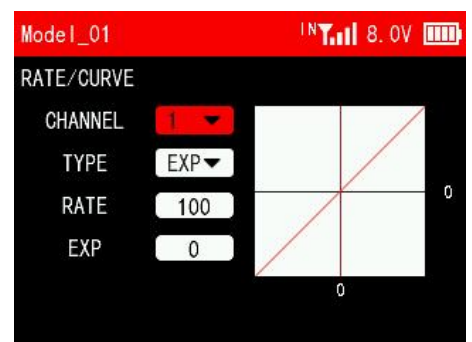 Model_01 IN 8.0V
RATE/CURVE
CHANNEL 1
TYPE EXP
RATE 100 0
EXP 0
0